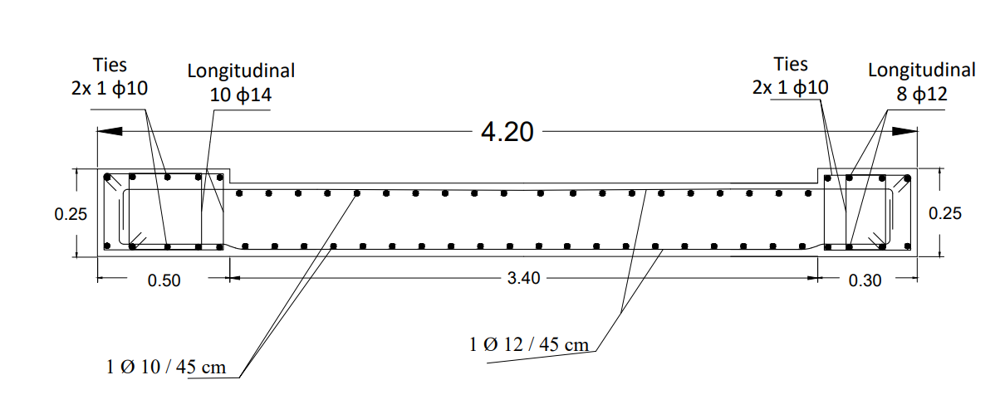 Ties
2x 1 ϕ10
Longitudinal
10 ϕ14
Ties
2x 1 ϕ10
Longitudinal
8 ϕ12
4.20
0.25
0.25
0.50
3.40
0.30
1 Ø 12 / 45 cm
1 Ø 10 / 45 cm